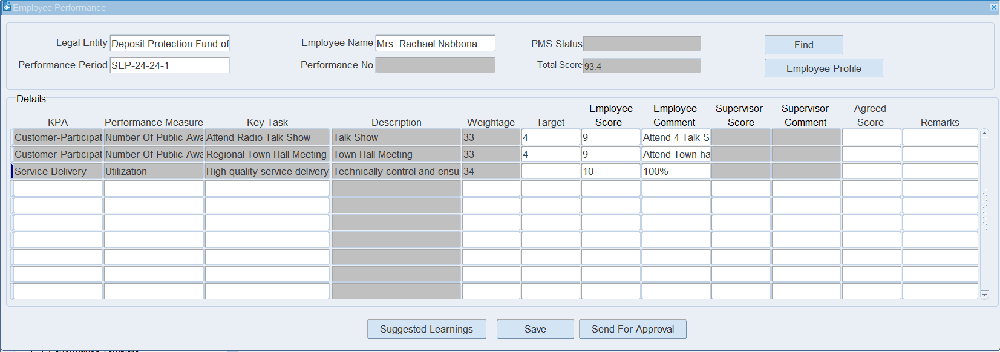 Employee Performance
Legal Entity Deposit Protection Fund of Employee Name Mrs. Rachael Nabbona PMS Status Find
Performance Period SEP-24-24-1 Performance No Total Score 93.4 Employee Profile
Details
KPA Performance Measure Key Task Description Weightage Target Employee Score Employee Comment Supervisor Score Supervisor Comment Agreed Score Remarks
Customer-Participat Number Of Public Awa Attend Radio Talk Show Talk Show 33 4 9 Attend 4 Talk S
Customer-Participat Number Of Public Awa Regional Town Hall Meeting Town Hall Meeting 33 4 9 Attend Town ha
Service Delivery Utilization High quality service delivery Technically control and ensu 34 10 100%
Suggested Learnings Save Send For Approval